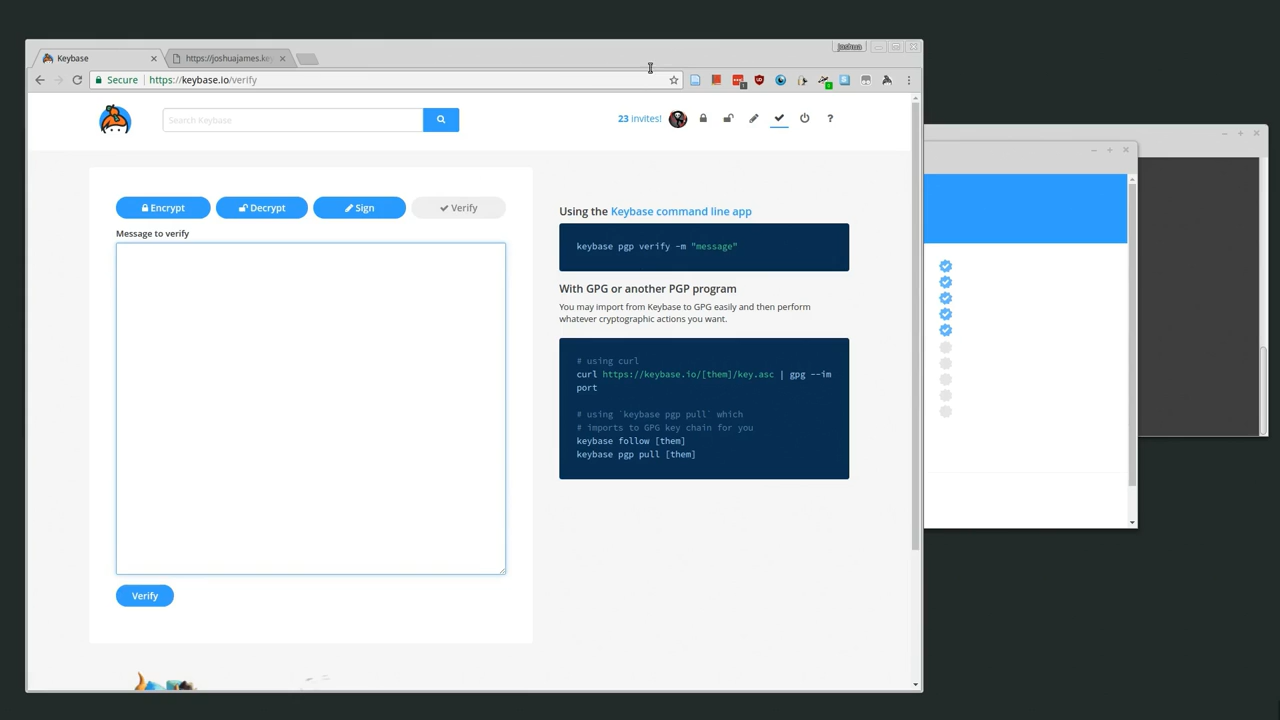 Keybase
https://joshuajames.key
Joshua
Secure https://keybase.io/verify
Search Keybase
23 invites!
Encrypt
Decrypt
Sign
Verify
Message to verify
Verify
Using the Keybase command line app
keybase pgp verify -m "message"
With GPG or another PGP program
You may import from Keybase to GPG easily and then perform
whatever cryptographic actions you want.
# using curl
curl https://keybase.io/[them]/key.asc | gpg --im
port
# using `keybase pgp pull` which
# imports to GPG key chain for you
keybase follow [them]
keybase pgp pull [them]